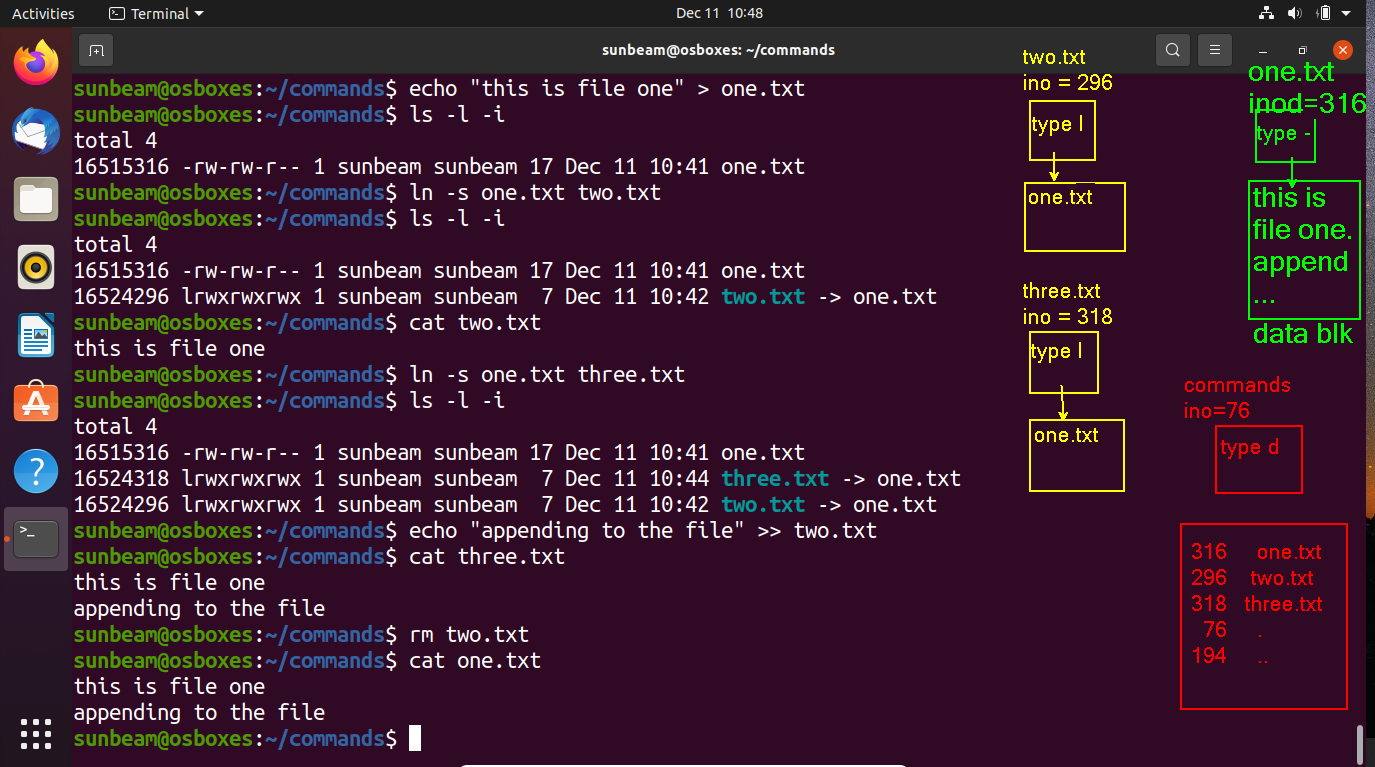 Activities
Terminal
Dec 11 10:48
sunbeam@osboxes: ~/commands
sunbeam@osboxes:~/commands$ echo "this is file one" > one.txt
sunbeam@osboxes:~/commands$ ls -l -i
total 4
16515316 -rw-rw-r-- 1 sunbeam sunbeam 17 Dec 11 10:41 one.txt
sunbeam@osboxes:~/commands$ ln -s one.txt two.txt
sunbeam@osboxes:~/commands$ ls -l -i
total 4
16515316 -rw-rw-r-- 1 sunbeam sunbeam 17 Dec 11 10:41 one.txt
16524296 lrwxrwxrwx 1 sunbeam sunbeam  7 Dec 11 10:42 two.txt -> one.txt
sunbeam@osboxes:~/commands$ cat two.txt
this is file one
sunbeam@osboxes:~/commands$ ln -s one.txt three.txt
sunbeam@osboxes:~/commands$ ls -l -i
total 4
16515316 -rw-rw-r-- 1 sunbeam sunbeam 17 Dec 11 10:41 one.txt
16524318 lrwxrwxrwx 1 sunbeam sunbeam  7 Dec 11 10:44 three.txt -> one.txt
16524296 lrwxrwxrwx 1 sunbeam sunbeam  7 Dec 11 10:42 two.txt -> one.txt
sunbeam@osboxes:~/commands$ echo "appending to the file" >> two.txt
sunbeam@osboxes:~/commands$ cat three.txt
this is file one
appending to the file
sunbeam@osboxes:~/commands$ rm two.txt
sunbeam@osboxes:~/commands$ cat one.txt
this is file one
appending to the file
sunbeam@osboxes:~/commands$
two.txt
ino = 296
type l
one.txt
three.txt
ino = 318
type l
one.txt
one.txt
inod=316
type -
this is
file one.
append
...
data blk
commands
ino=76
type d
316 one.txt
296 two.txt
318 three.txt
76 .
194 ..